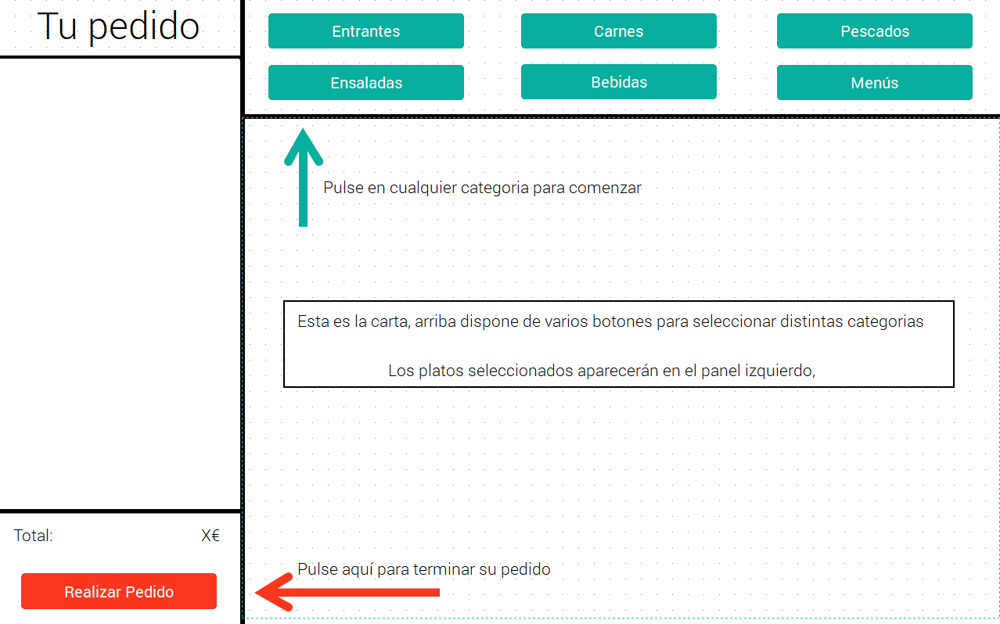 Tu pedido
Entrantes
Carnes
Pescados
Ensaladas
Bebidas
Menús
Pulse en cualquier categoria para comenzar
Esta es la carta, arriba dispone de varios botones para seleccionar distintas categorias
Los platos seleccionados aparecerán en el panel izquierdo,
Total:
X€
Pulse aquí para terminar su pedido
Realizar Pedido